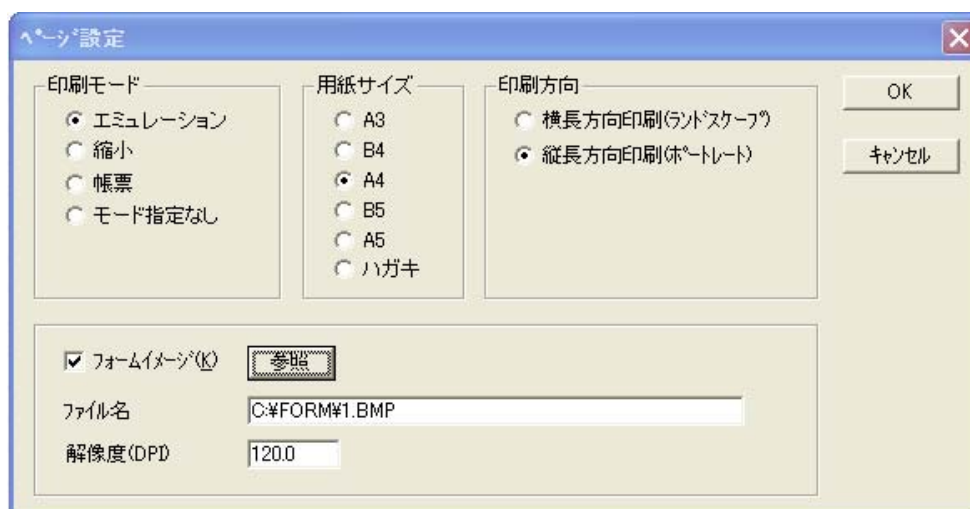 ﾍﾟｰｼﾞ設定
印刷モード
エミュレーション
縮小
帳票
モード指定なし
用紙サイズ
A3
B4
A4
B5
A5
ハガキ
印刷方向
横長方向印刷(ﾗﾝﾄﾞｽｹｰﾌﾟ)
縦長方向印刷(ﾎﾟｰﾄﾚｰﾄ)
OK
ｷｬﾝｾﾙ
ﾌｫｰﾑｲﾒｰｼﾞ(K)
参照
ﾌｧｲﾙ名
C:¥FORM¥1.BMP
解像度(DPI)
120.0